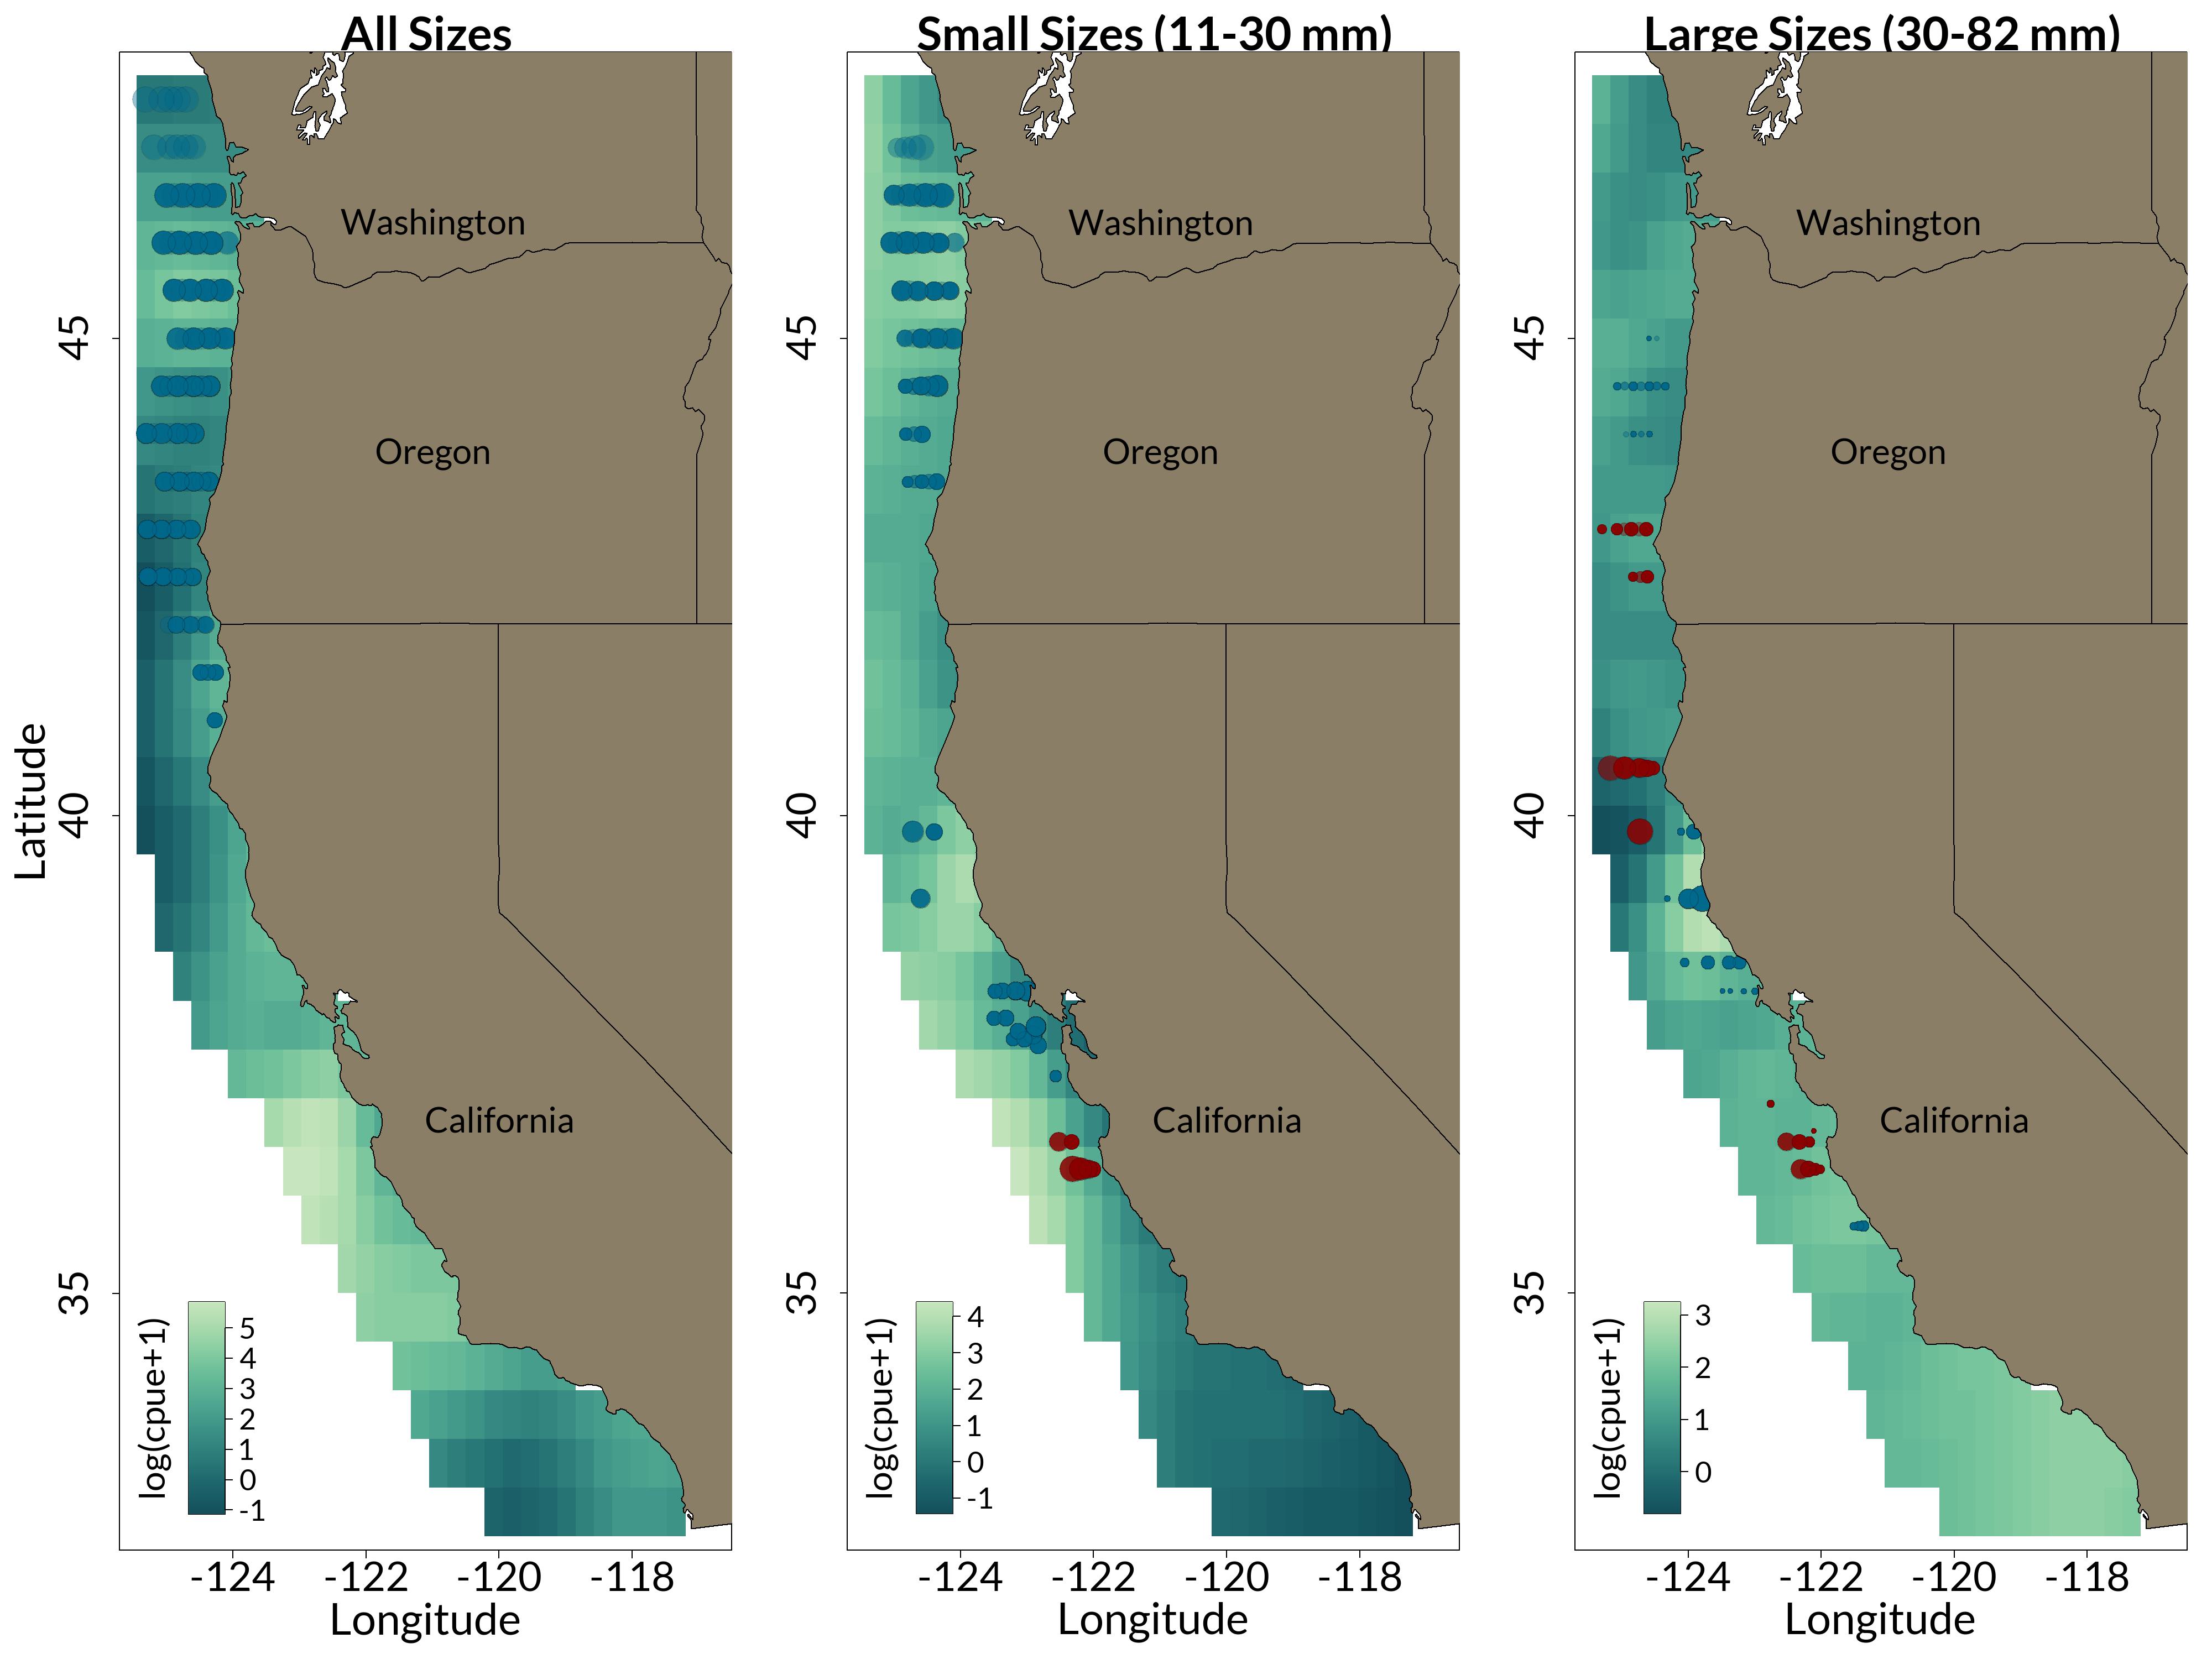 All Sizes
Small Sizes (11-30 mm)
Large Sizes (30-82 mm)
Latitude
45
40
35
Washington
Oregon
California
log(cpue+1)
5
4
3
2
1
0
-1
-124
-122
-120
-118
Longitude
45
40
35
Washington
Oregon
California
log(cpue+1)
4
3
2
1
0
-1
-124
-122
-120
-118
Longitude
45
40
35
Washington
Oregon
California
log(cpue+1)
3
2
1
0
-124
-122
-120
-118
Longitude